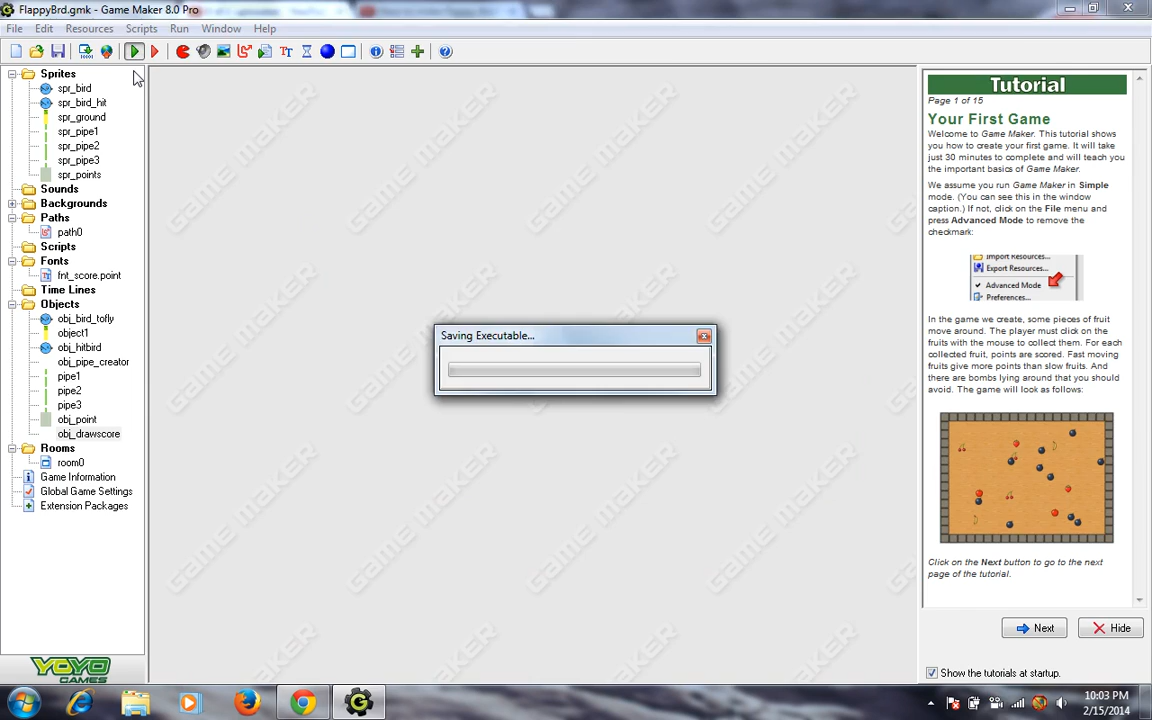 FlappyBrd.gmk - Game Maker 8.0 Pro
File Edit Resources Scripts Run Window Help
Sprites
spr_bird
spr_bird_hit
spr_ground
spr_pipe1
spr_pipe2
spr_pipe3
spr_points
Sounds
Backgrounds
Paths
path0
Scripts
Fonts
fnt_score.point
Time Lines
Objects
obj_bird_tofly
object1
obj_hitbird
obj_pipe_creator
pipe1
pipe2
pipe3
obj_point
obj_drawscore
Rooms
room0
Game Information
Global Game Settings
Extension Packages
YOYO
GAMES
GAME MAKER
Saving Executable...
Tutorial
Page 1 of 15
Your First Game
Welcome to Game Maker. This tutorial shows
you how to create your first game. It will take
just 30 minutes to complete and will teach you
the important basics of Game Maker.
We assume you run Game Maker in Simple
mode. (You can see this in the window
caption.) If not, click on the File menu and
press Advanced Mode to remove the
checkmark:
Import Resources...
Export Resources...
Advanced Mode
Preferences...
In the game we create, some pieces of fruit
move around. The player must click on the
fruits with the mouse to collect them. For each
collected fruit, points are scored. Fast moving
fruits give more points than slow fruits. And
there are bombs lying around that you should
avoid. The game will look as follows:
Click on the Next button to go to the next
page of the tutorial.
Next Hide
Show the tutorials at startup.
10:03 PM
2/15/2014